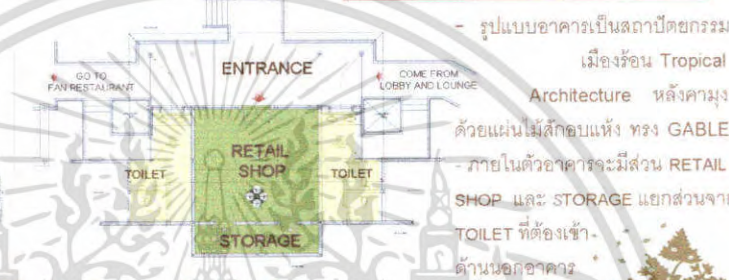 ENTRANCE
GO TO
FAN RESTAURANT
COME FROM
LOBBY AND LOUNGE
RETAIL
SHOP
TOILET
TOILET
STORAGE
- รูปแบบอาคารเป็นสถาปัตยกรรม
เมืองร้อน Tropical
Architecture หลังคามุง
ด้วยแผ่นไม้สักอบแห้ง ทรง GABLE
- ภายในตัวอาคารจะมีส่วน RETAIL
SHOP และ STORAGE แยกส่วนจาก
TOILET ที่ต้องเข้า
ด้านนอกอาคาร